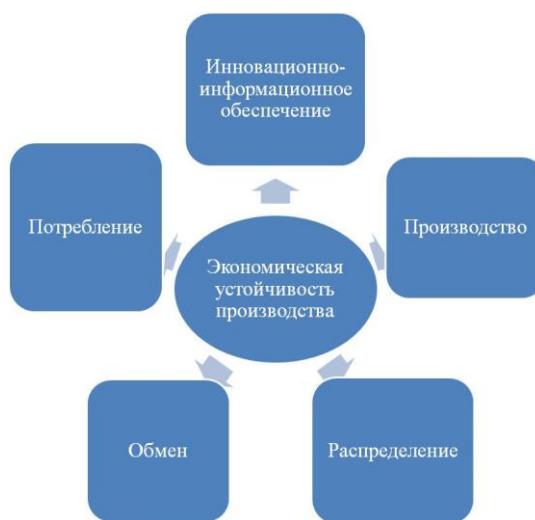 Инновационно-
информационное
обеспечение
Потребление
Производство
Экономическая
устойчивость
производства
Обмен
Распределение